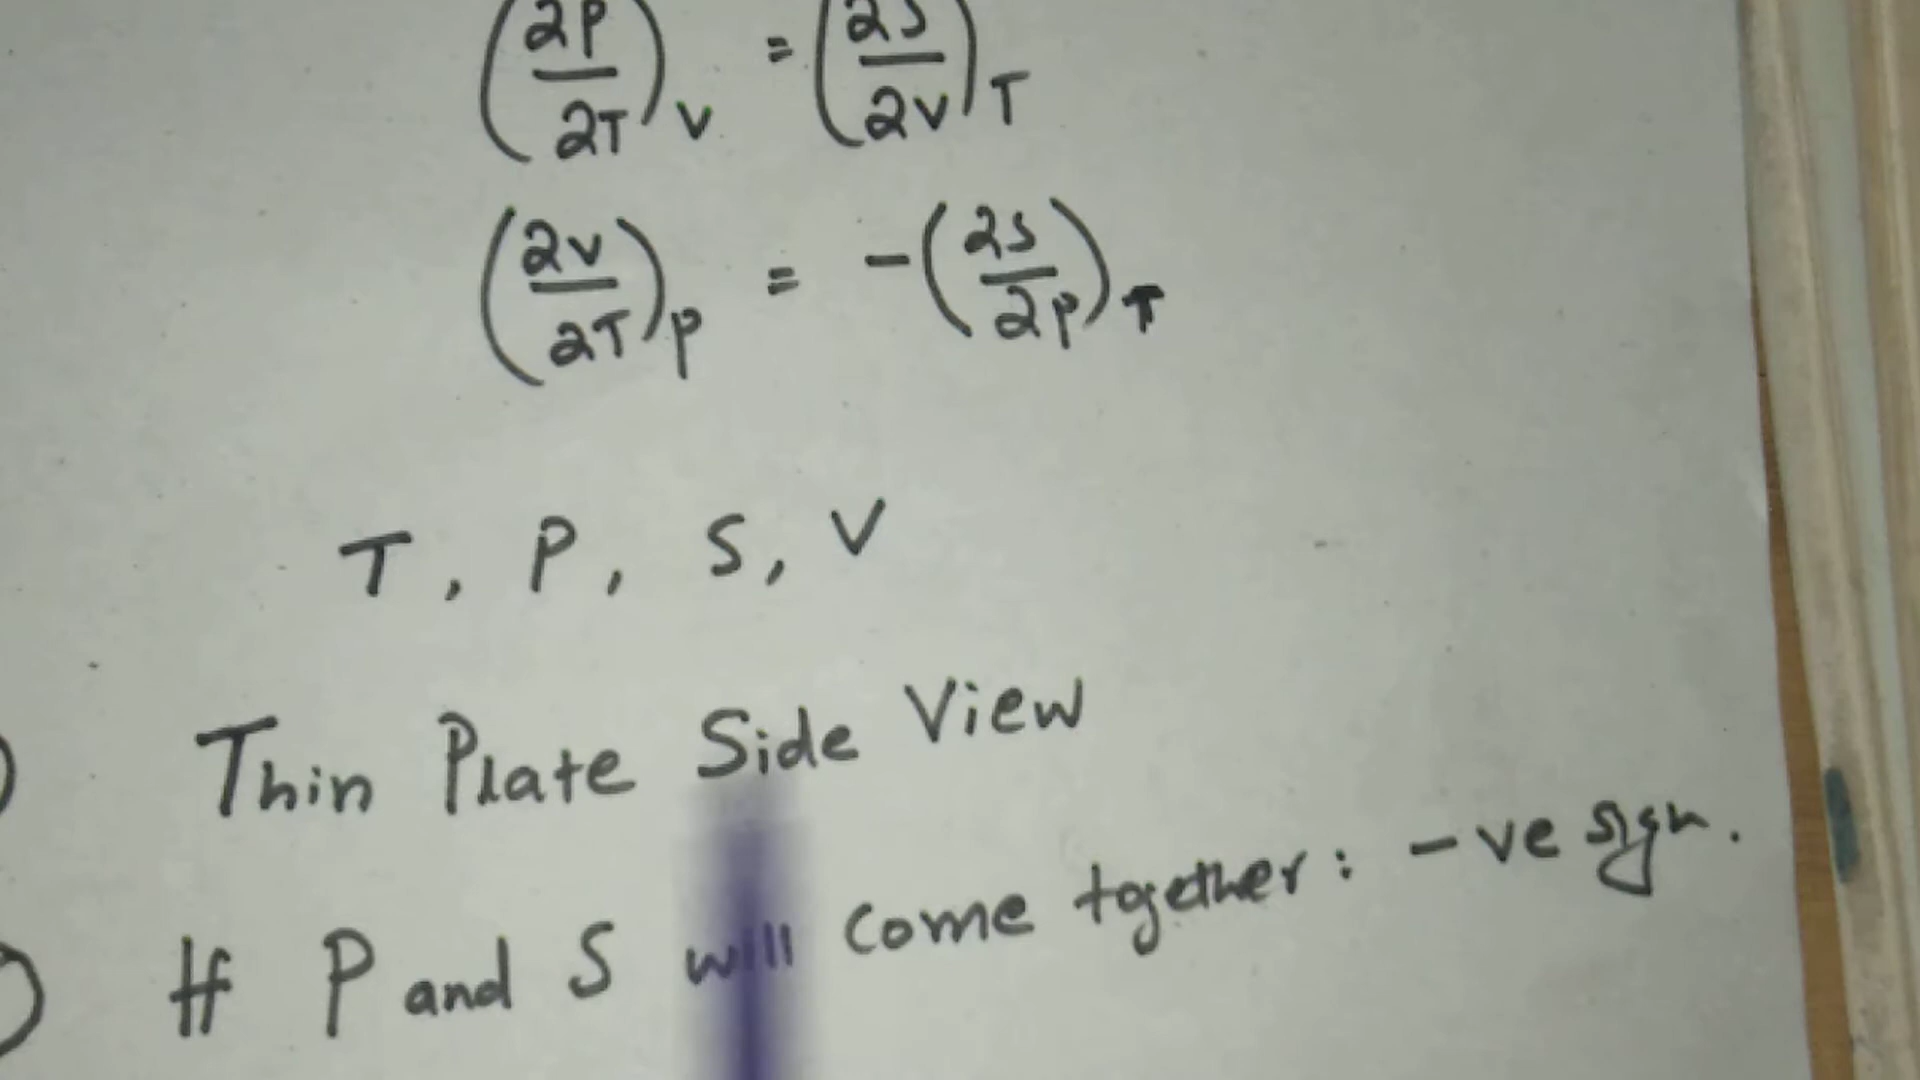 (∂P/∂T)V = (∂S/∂V)T
(∂V/∂T)P = -(∂S/∂P)T
T, P, S, V
Thin Plate Side View
If P and S will come together: -ve sign.